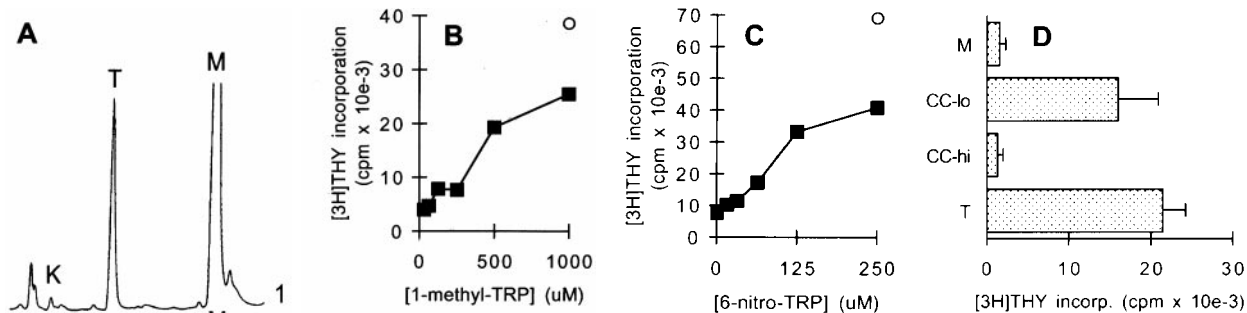 A
T
M
K
1
B
[3H]THY incorporation
(cpm x 10e-3)
40
30
20
10
0
0 500 1000
[1-methyl-TRP] (uM)
C
[3H]THY incorporation
(cpm x 10e-3)
70
60
50
40
30
20
10
0
0 125 250
[6-nitro-TRP] (uM)
D
M
CC-lo
CC-hi
T
0 10 20 30
[3H]THY incorp. (cpm x 10e-3)